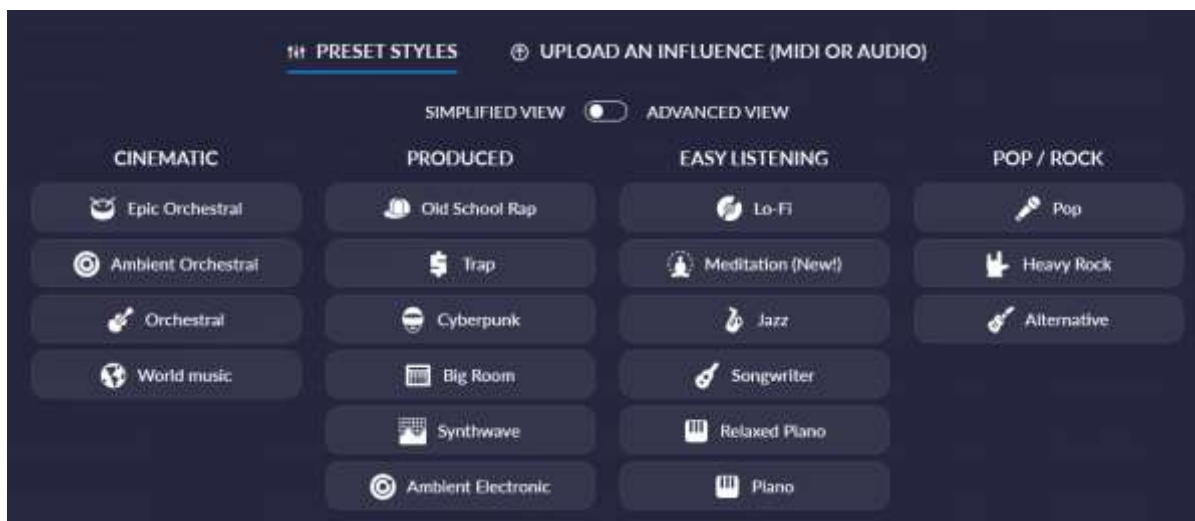 PRESET STYLES
UPLOAD AN INFLUENCE (MIDI OR AUDIO)
SIMPLIFIED VIEW
ADVANCED VIEW
CINEMATIC
Epic Orchestral
Ambient Orchestral
Orchestral
World music
PRODUCED
Old School Rap
Trap
Cyberpunk
Big Room
Synthwave
Ambient Electronic
EASY LISTENING
Lo-Fi
Meditation (New!)
Jazz
Songwriter
Relaxed Piano
Piano
POP / ROCK
Pop
Heavy Rock
Alternative